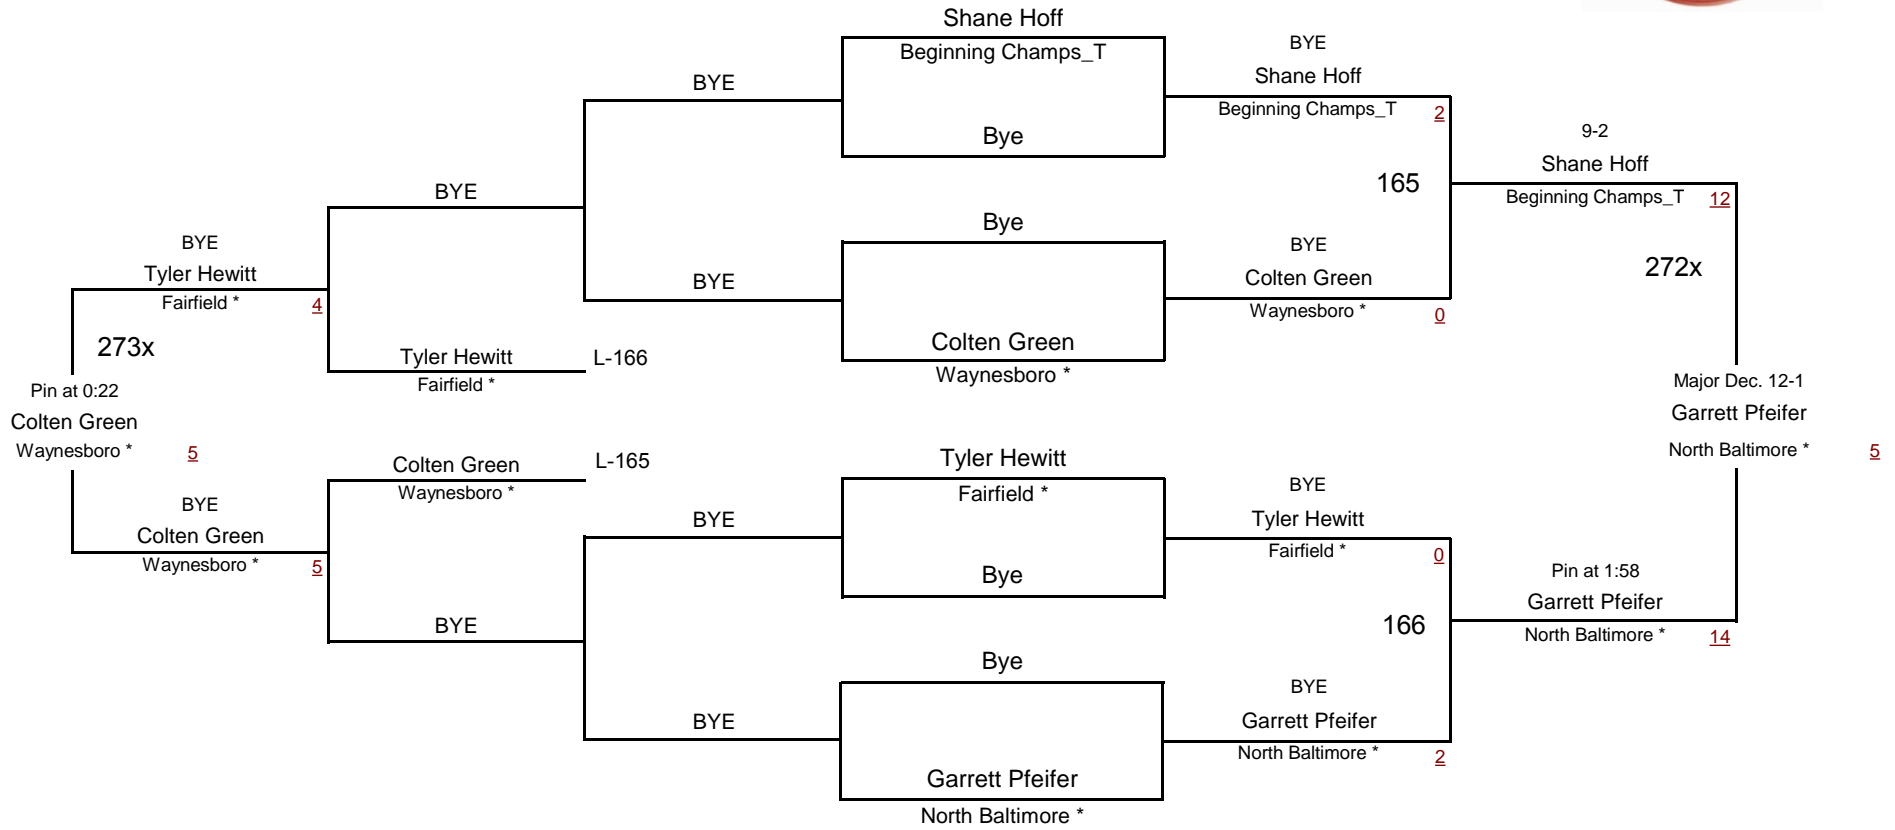 Shane Hoff
Beginning Champs_T
BYE
BYE
Shane Hoff
Beginning Champs_T
2
Bye
9-2
Shane Hoff
Beginning Champs_T
12
165
BYE
Bye
BYE
Colten Green
Waynesboro *
0
BYE
272x
BYE
Tyler Hewitt
Fairfield *
4
273x
Tyler Hewitt
L-166
Fairfield *
Colten Green
Waynesboro *
Pin at 0:22
Colten Green
Waynesboro *
5
Major Dec. 12-1
Garrett Pfeifer
North Baltimore *
5
Colten Green
L-165
Waynesboro *
Tyler Hewitt
Fairfield *
BYE
BYE
Tyler Hewitt
Fairfield *
0
BYE
Colten Green
Waynesboro *
5
Bye
Pin at 1:58
Garrett Pfeifer
North Baltimore *
14
BYE
166
Bye
BYE
BYE
Garrett Pfeifer
North Baltimore *
2
Garrett Pfeifer
North Baltimore *